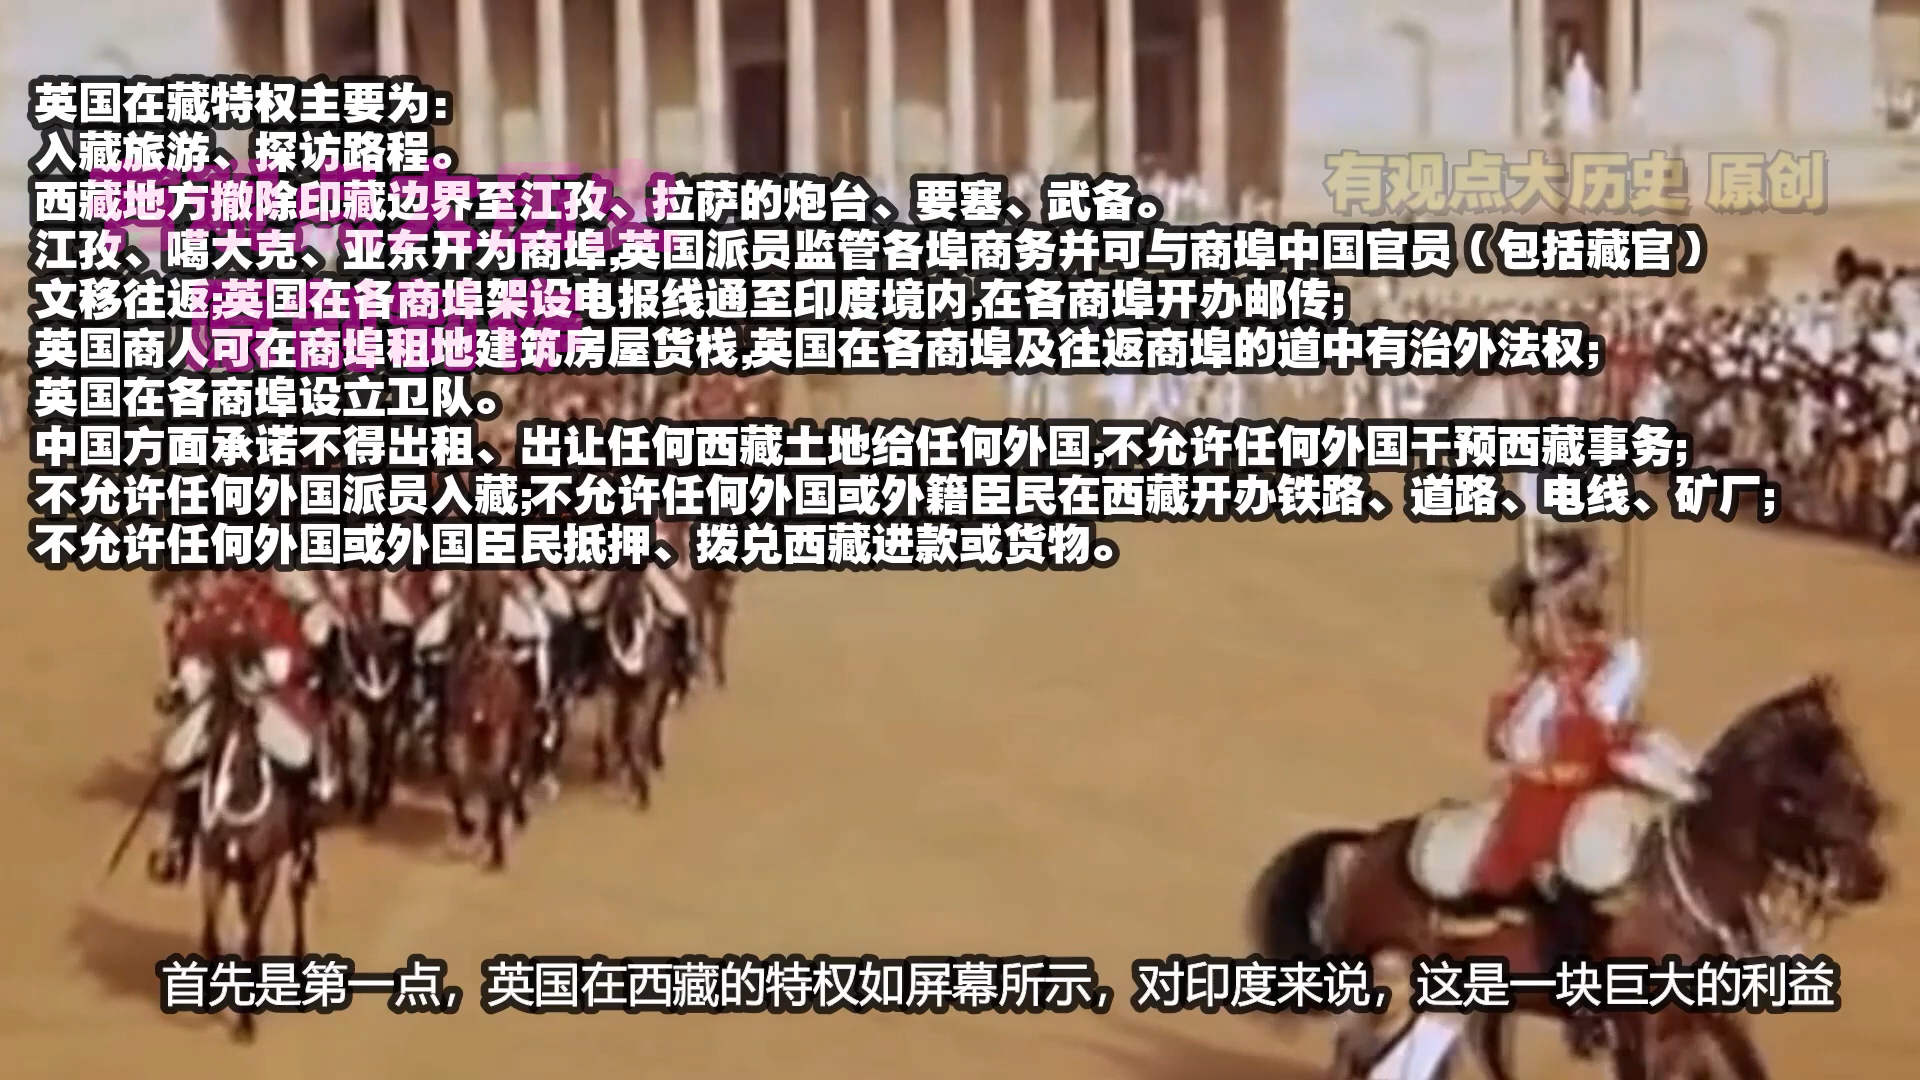 英国在藏特权主要为:
入藏旅游、探访路程。
西藏地方撤除印藏边界至江孜、拉萨的炮台、要塞、武备。
江孜、噶大克、亚东开为商埠,英国派员监管各埠商务并可与商埠中国官员（包括藏官）
文移往返;英国在各商埠架设电报线通至印度境内,在各商埠开办邮传;
英国商人可在商埠租地建筑房屋货栈,英国在各商埠及往返商埠的道中有治外法权;
英国在各商埠设立卫队。
中国方面承诺不得出租、出让任何西藏土地给任何外国,不允许任何外国干预西藏事务;
不允许任何外国派员入藏;不允许任何外国或外籍臣民在西藏开办铁路、道路、电线、矿厂;
不允许任何外国或外国臣民抵押、拨兑西藏进款或货物。
有观点大历史 原创
首先是第一点，英国在西藏的特权如屏幕所示，对印度来说，这是一块巨大的利益